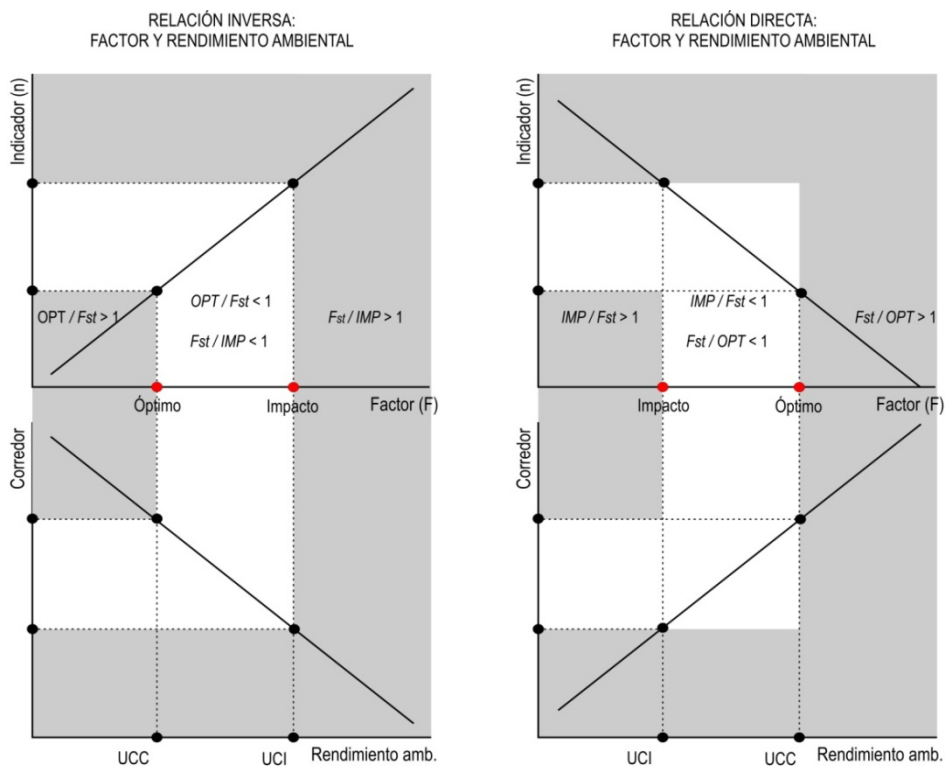 RELACIÓN INVERSA:
FACTOR Y RENDIMIENTO AMBIENTAL
Indicador (n)
OPT / Fst > 1
OPT / Fst < 1
Fst / IMP < 1
Fst / IMP > 1
Óptimo
Impacto
Factor (F)
Corredor
UCC
UCI
Rendimiento amb.
RELACIÓN DIRECTA:
FACTOR Y RENDIMIENTO AMBIENTAL
Indicador (n)
IMP / Fst > 1
IMP / Fst < 1
Fst / OPT < 1
Fst / OPT > 1
Impacto
Óptimo
Factor (F)
Corredor
UCI
UCC
Rendimiento amb.